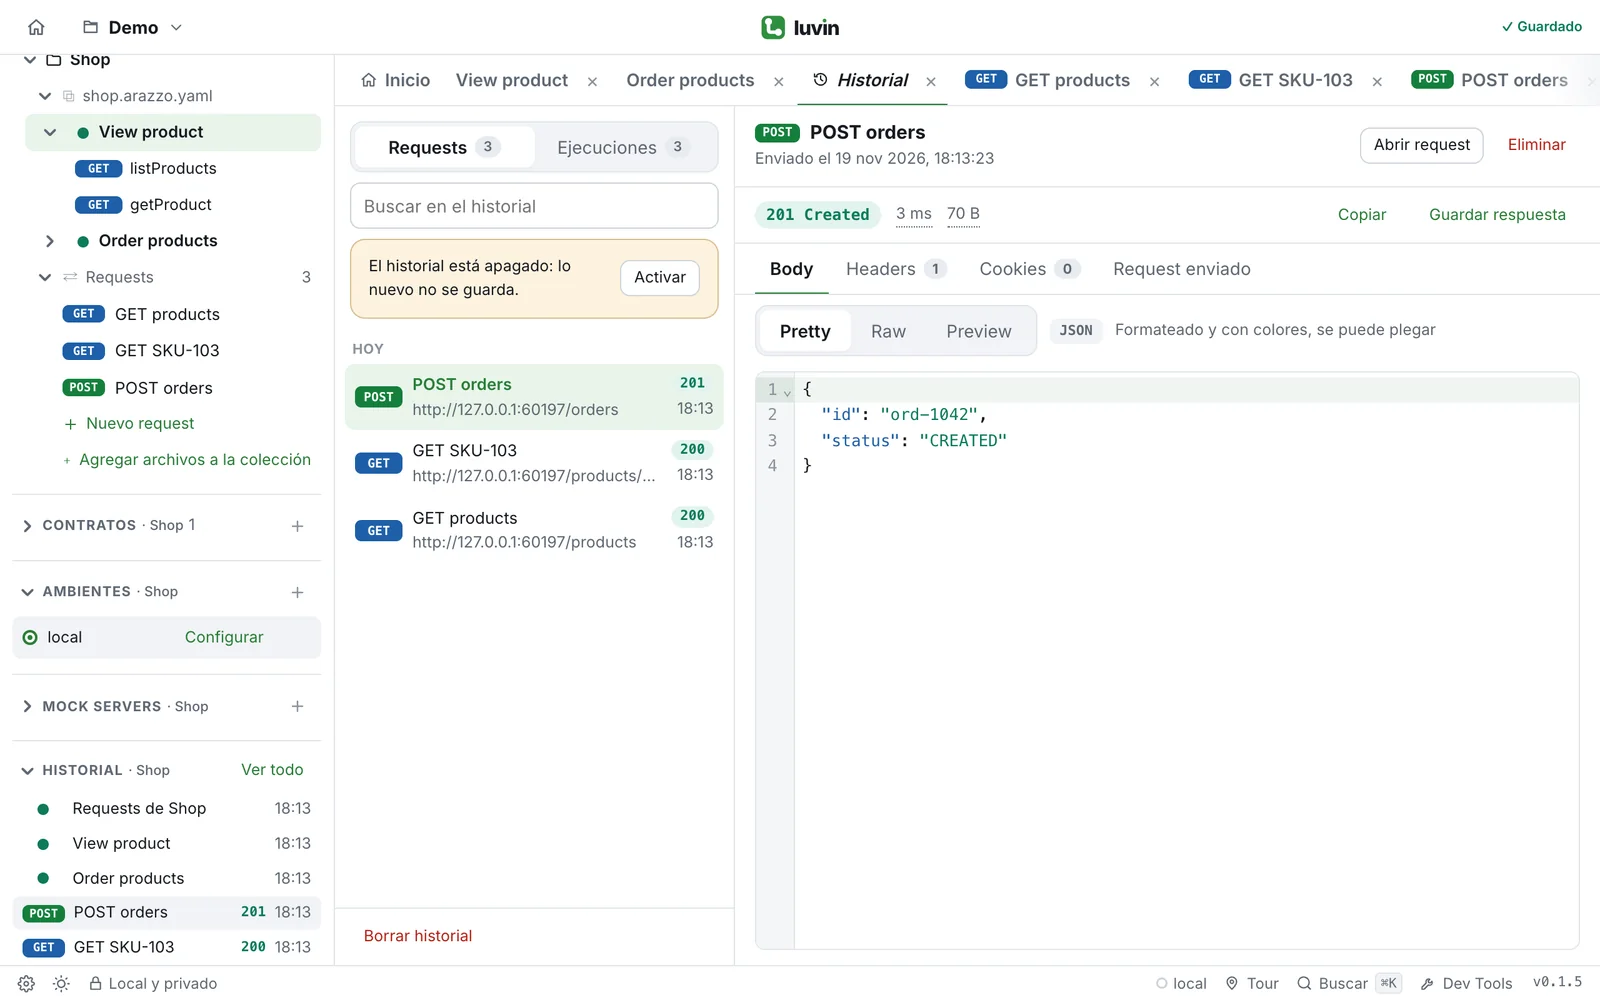 Demo
luvin
✓ Guardado
Shop
shop.arazzo.yaml
View product
GET listProducts
GET getProduct
Order products
Requests 3
GET GET products
GET GET SKU-103
POST POST orders
+ Nuevo request
+ Agregar archivos a la colección
CONTRATOS · Shop 1 +
AMBIENTES · Shop +
local Configurar
MOCK SERVERS · Shop +
HISTORIAL · Shop Ver todo
Requests de Shop 18:13
View product 18:13
Order products 18:13
POST POST orders 201 18:13
GET GET SKU-103 200 18:13
Inicio
View product ×
Order products ×
Historial ×
GET GET products ×
GET GET SKU-103 ×
POST POST orders ×
Requests 3
Ejecuciones 3
Buscar en el historial
El historial está apagado: lo
nuevo no se guarda.
Activar
HOY
POST POST orders 201
http://127.0.0.1:60197/orders 18:13
GET GET SKU-103 200
http://127.0.0.1:60197/products/... 18:13
GET GET products 200
http://127.0.0.1:60197/products 18:13
Borrar historial
POST POST orders
Enviado el 19 nov 2026, 18:13:23
Abrir request
Eliminar
201 Created 3 ms 70 B
Copiar
Guardar respuesta
Body
Headers 1
Cookies 0
Request enviado
Pretty Raw Preview JSON Formateado y con colores, se puede plegar
1 {
2 "id": "ord-1042",
3 "status": "CREATED"
4 }
Local y privado
local
Tour
Buscar ⌘K
Dev Tools
v0.1.5